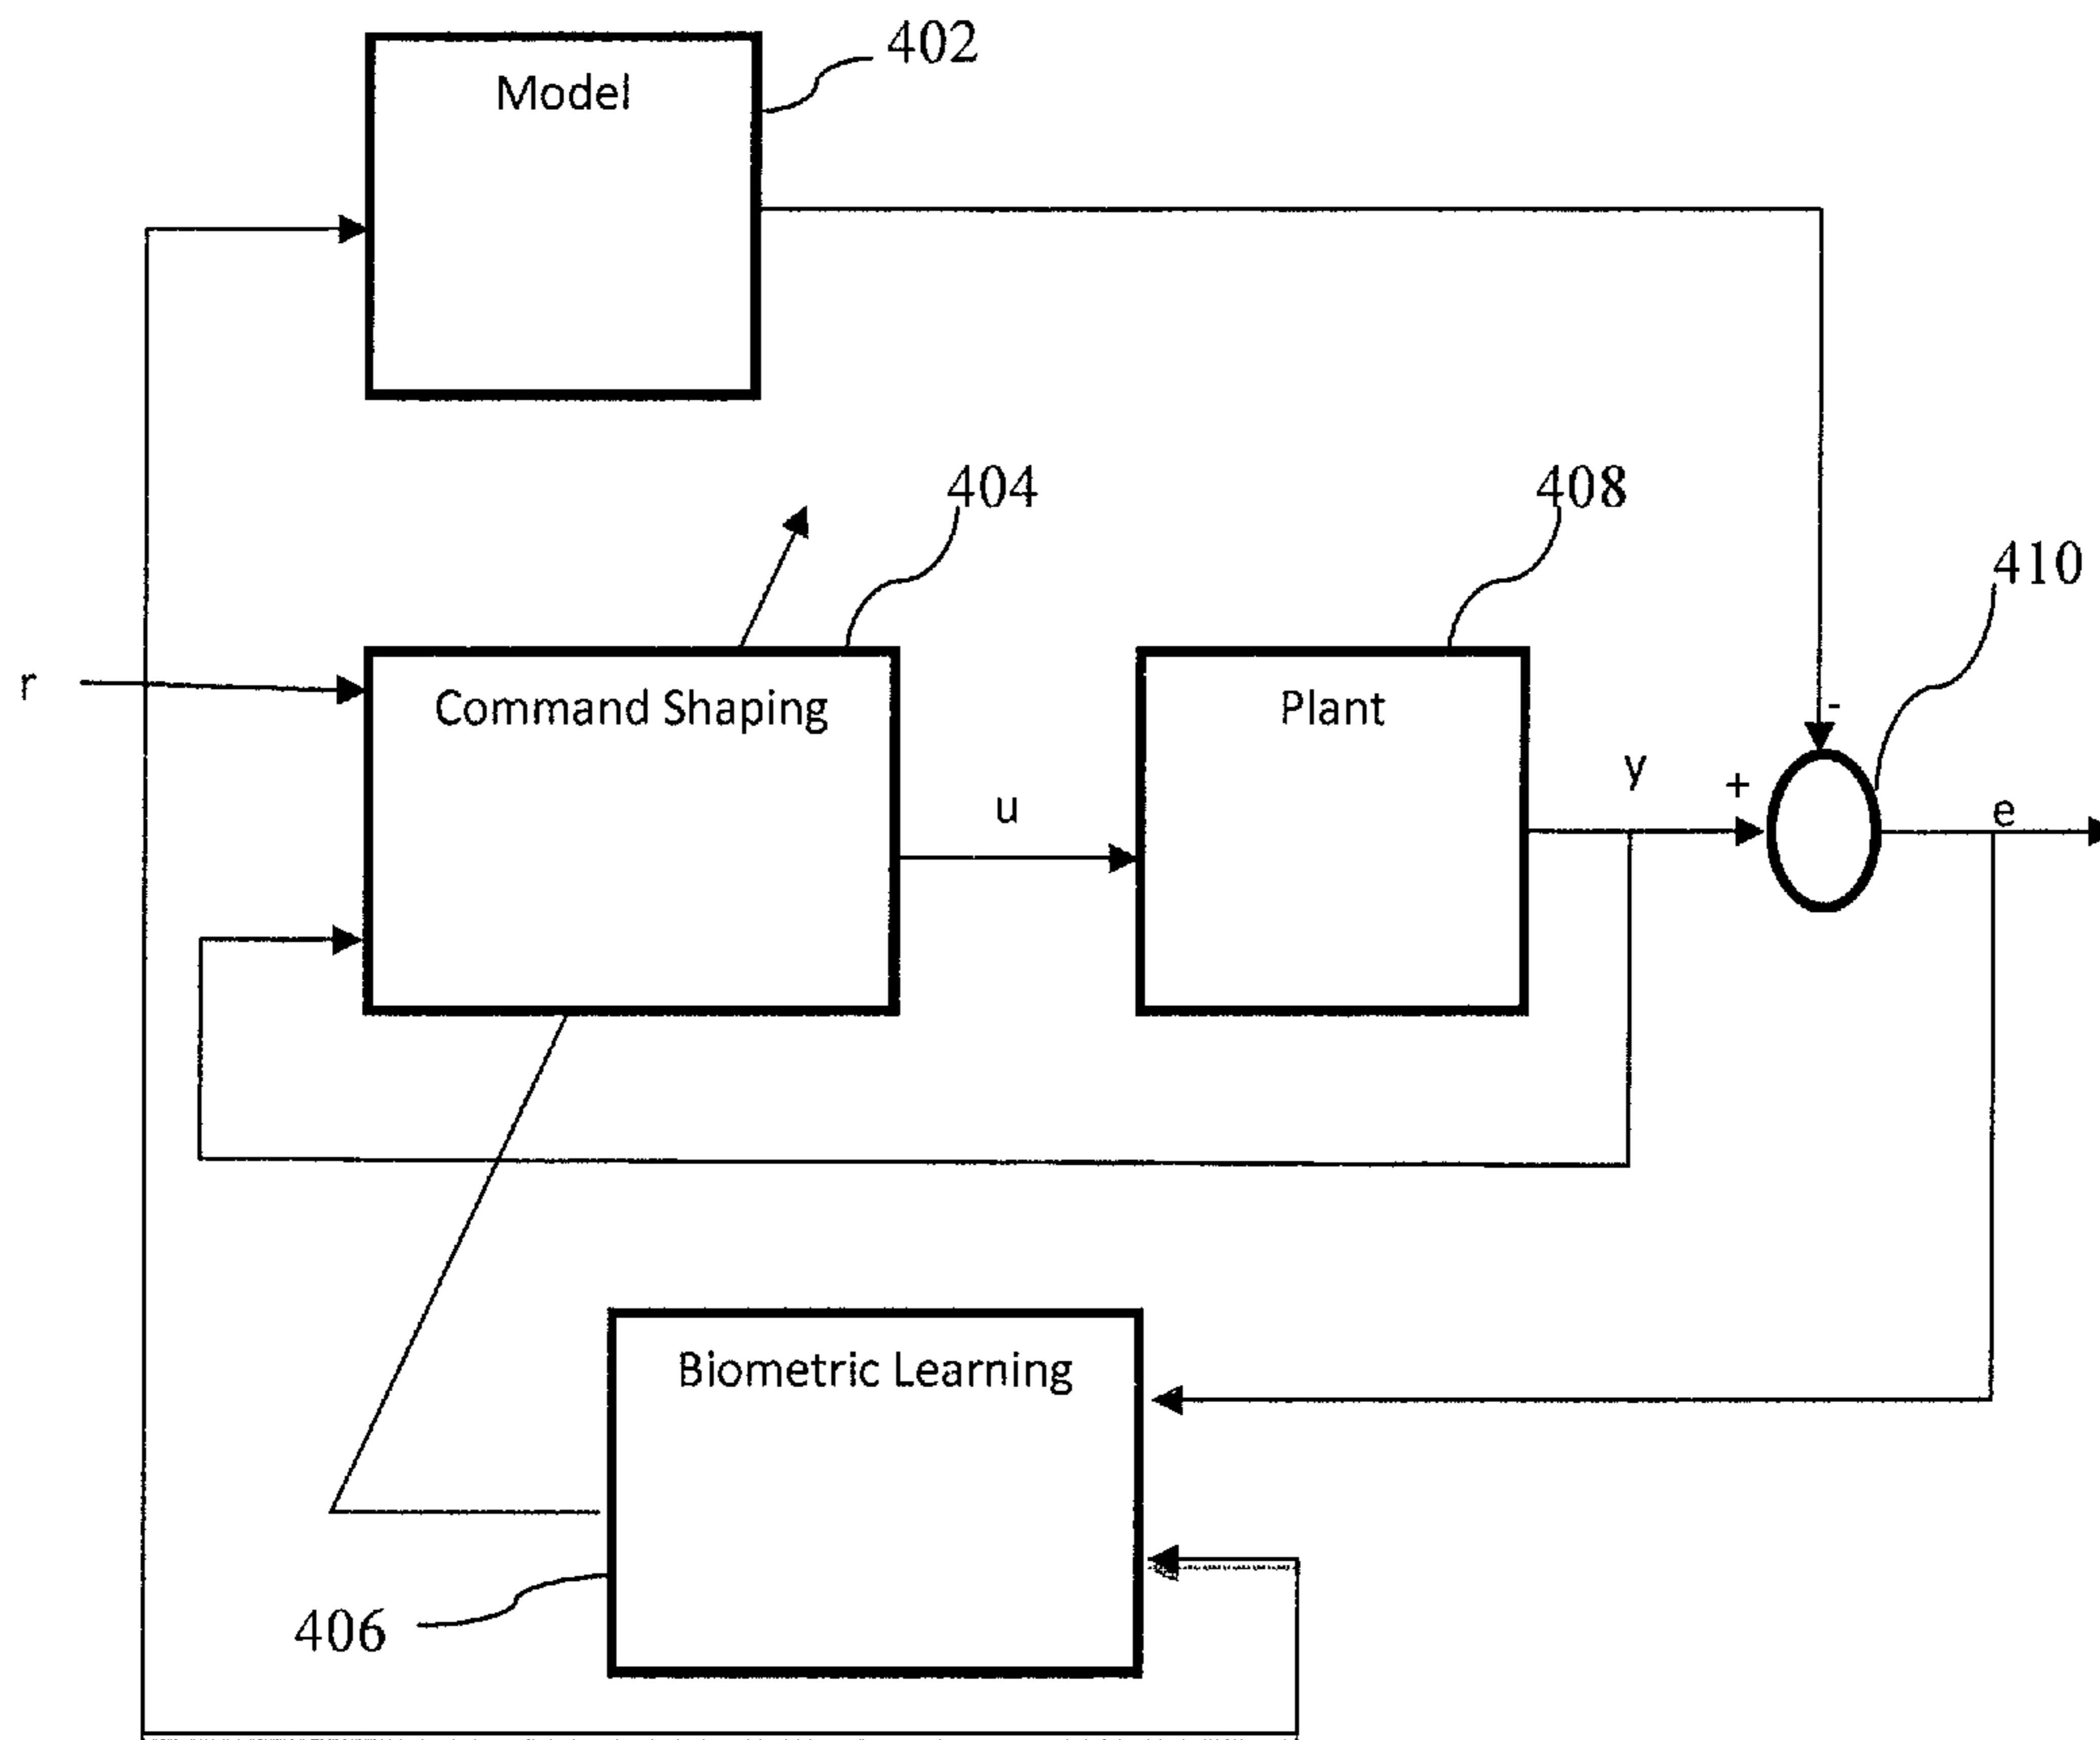 402
Model
404
408
410
r
Command Shaping
Plant
-
y
+
u
e
Biometric Learning
406